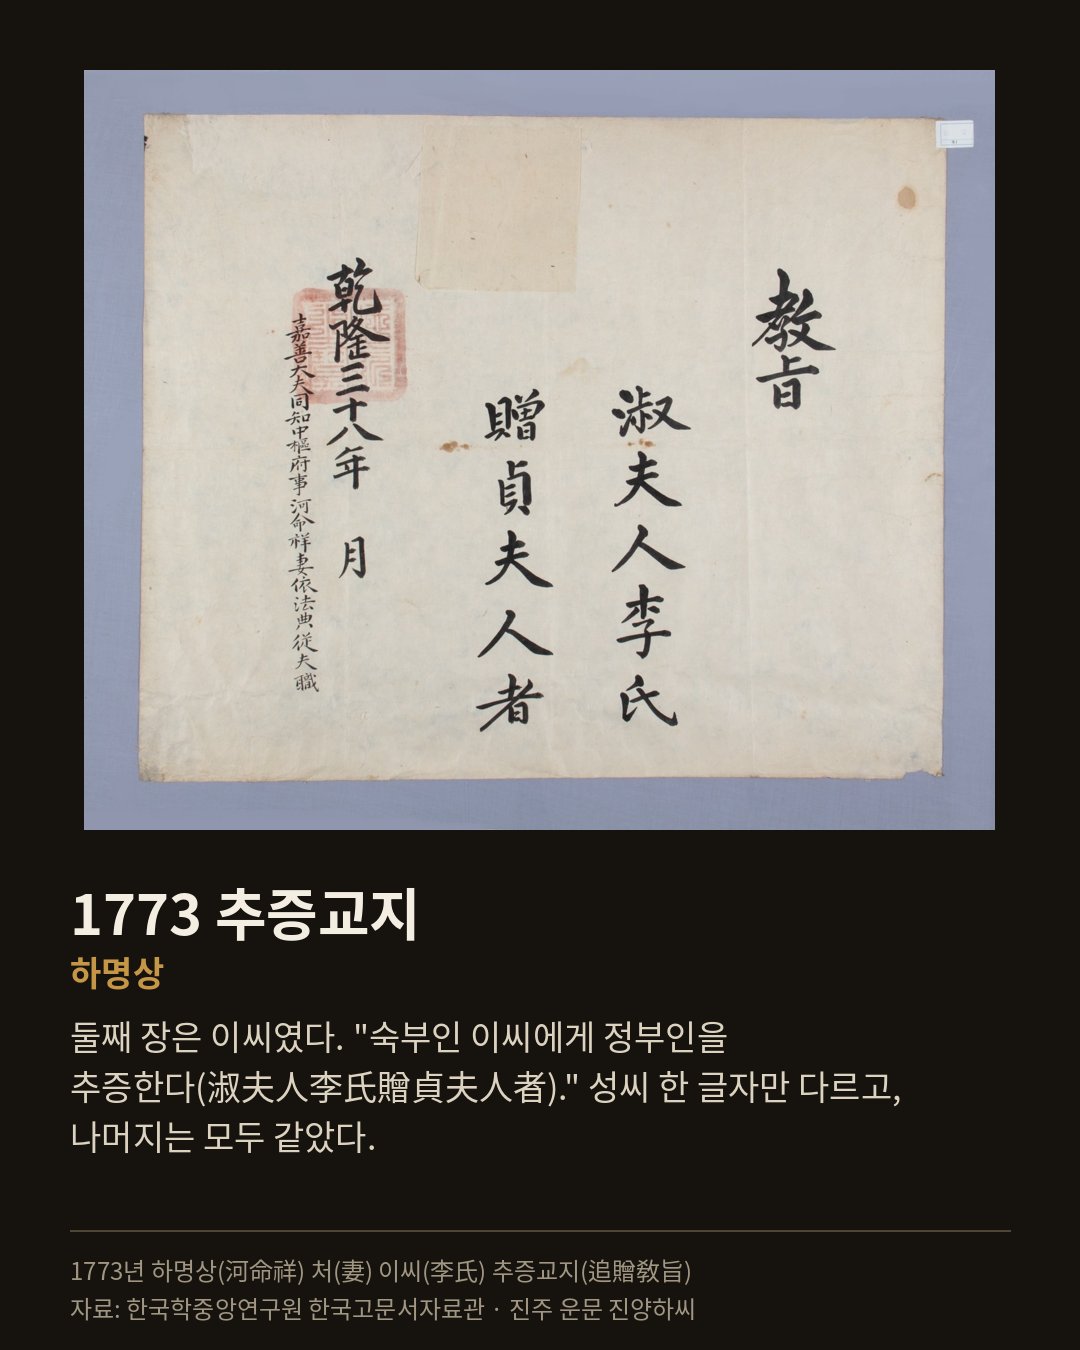 教旨
淑夫人李氏
贈貞夫人者
乾隆三十八年 月
嘉善大夫同知中樞府事河命祥妻依法典從夫職
1773 추증교지
하명상
둘째 장은 이씨였다. "숙부인 이씨에게 정부인을
추증한다(淑夫人李氏贈貞夫人者)." 성씨 한 글자만 다르고,
나머지는 모두 같았다.
1773년 하명상(河命祥) 처(妻) 이씨(李氏) 추증교지(追贈敎旨)
자료: 한국학중앙연구원 한국고문서자료관 · 진주 운문 진양하씨